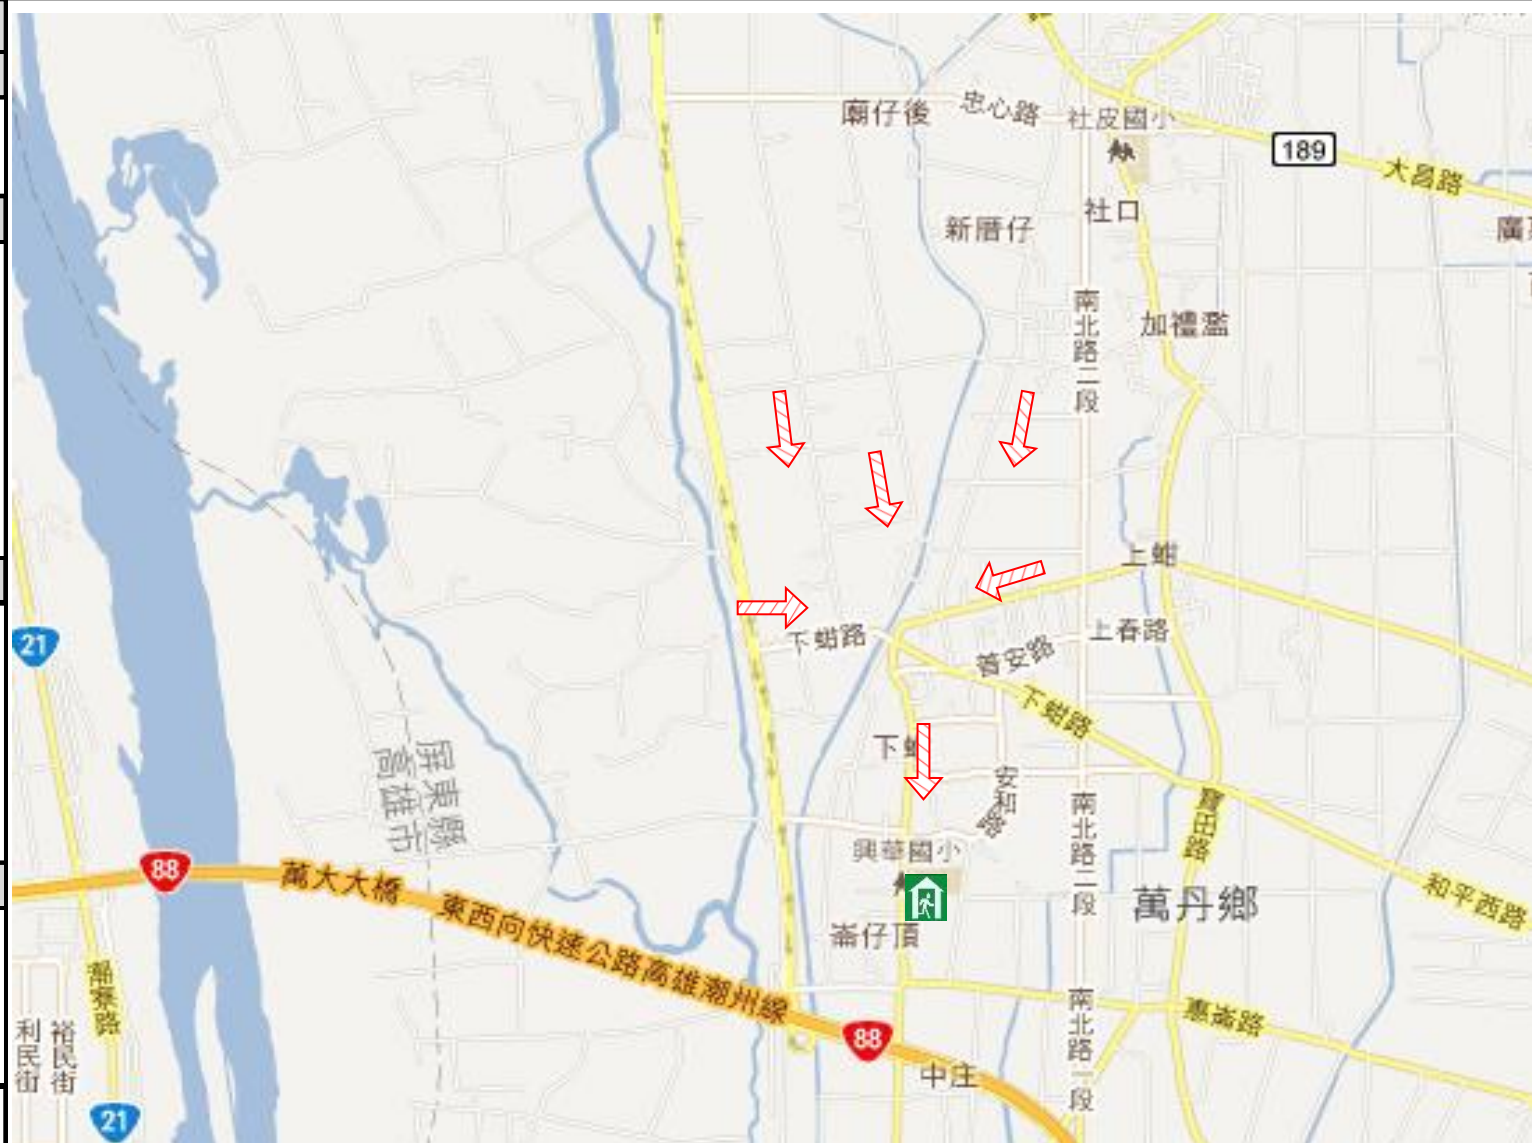 廟仔後
忠心路
社皮國小
189
大昌路
社口
新厝仔
南北路二段
加禮濫
上蚶
21
下蚶路
普安路
上春路
下蚶路
下蚶
屏東縣
高雄市
安和路
南北路二段
寶田路
興華國小
88
萬大大橋
東西向快速公路高雄潮州線
萬丹鄉
和平西路
崙仔頂
潮寮路
利民街
裕民街
南北路一段
惠崙路
88
中庄
21